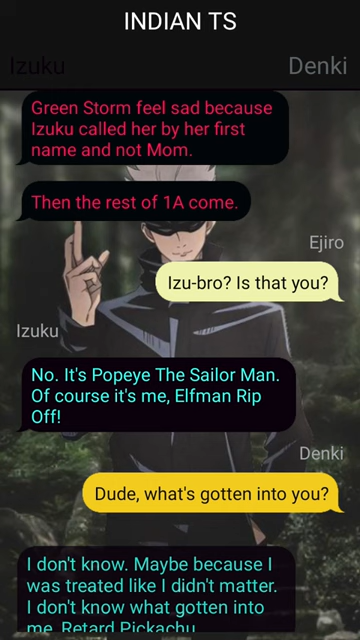 INDIAN TS
Izuku
Denki
Green Storm feel sad because
Izuku called her by her first
name and not Mom.
Then the rest of 1A come.
Ejiro
Izu-bro? Is that you?
Izuku
No. It's Popeye The Sailor Man.
Of course it's me, Elfman Rip
Off!
Denki
Dude, what's gotten into you?
I don't know. Maybe because I
was treated like I didn't matter.
I don't know what gotten into
me, Retard Pickachu